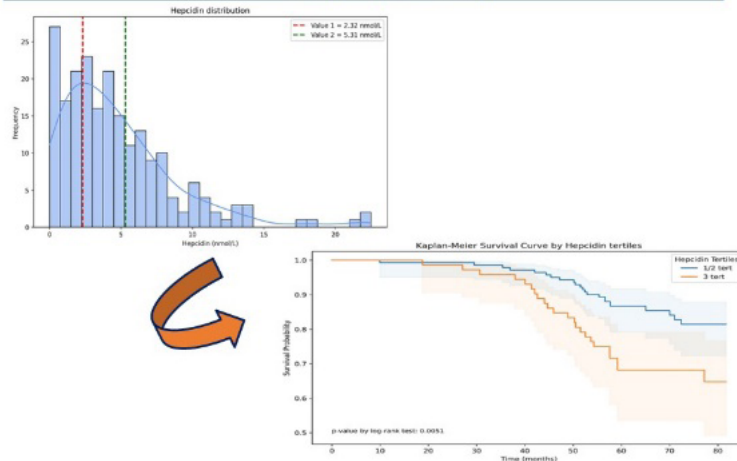 Hepcidin distribution
Value 1 = 2.32 nmol/L
Value 2 = 5.31 nmol/L
Frequency
25
20
15
10
5
0
0 5 10 15 20
Hepcidin (nmol/L)
Kaplan-Meier Survival Curve by Hepcidin tertiles
Hepcidin Tertiles
1/2 tert
3 tert
Survival Probability
1.0
0.9
0.8
0.7
0.6
0.5
p-value by log-rank test: 0.0051
0 10 20 30 40 50 60 70 80
Time (months)